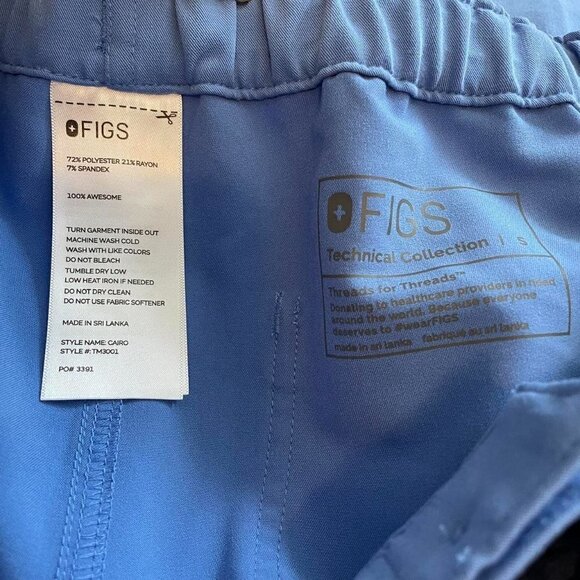 FIGS
72% POLYESTER 21% RAYON
7% SPANDEX
100% AWESOME
TURN GARMENT INSIDE OUT
MACHINE WASH COLD
WASH WITH LIKE COLORS
DO NOT BLEACH
TUMBLE DRY LOW
LOW HEAT IRON IF NEEDED
DO NOT DRY CLEAN
DO NOT USE FABRIC SOFTENER
MADE IN SRI LANKA
STYLE NAME: CAIRO
STYLE #: TM3001
PO# 3391
FIGS
Technical Collection | S
Threads for Threads™
Donating to healthcare providers in need
around the world. Because everyone
deserves to #wearFIGS
made in sri lanka fabriqué au sri lanka